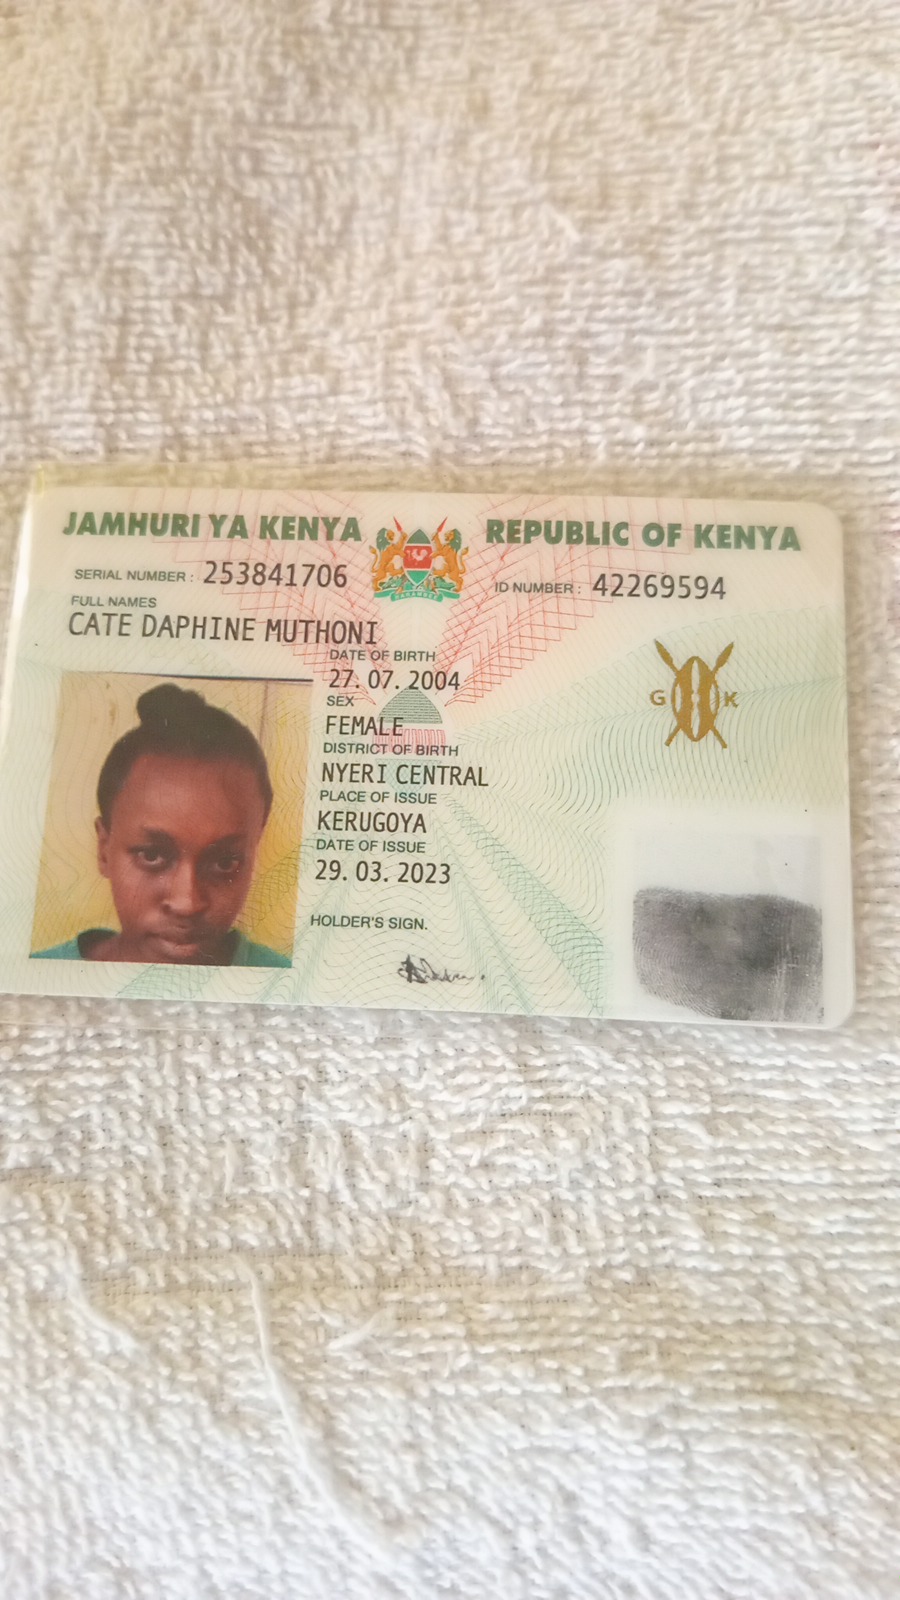 JAMHURI YA KENYA REPUBLIC OF KENYA
SERIAL NUMBER : 253841706 ID NUMBER : 42269594
FULL NAMES
CATE DAPHINE MUTHONI
DATE OF BIRTH
27. 07. 2004
SEX
FEMALE
DISTRICT OF BIRTH
NYERI CENTRAL
PLACE OF ISSUE
KERUGOYA
DATE OF ISSUE
29. 03. 2023
HOLDER'S SIGN.
G K
HARAMBEE